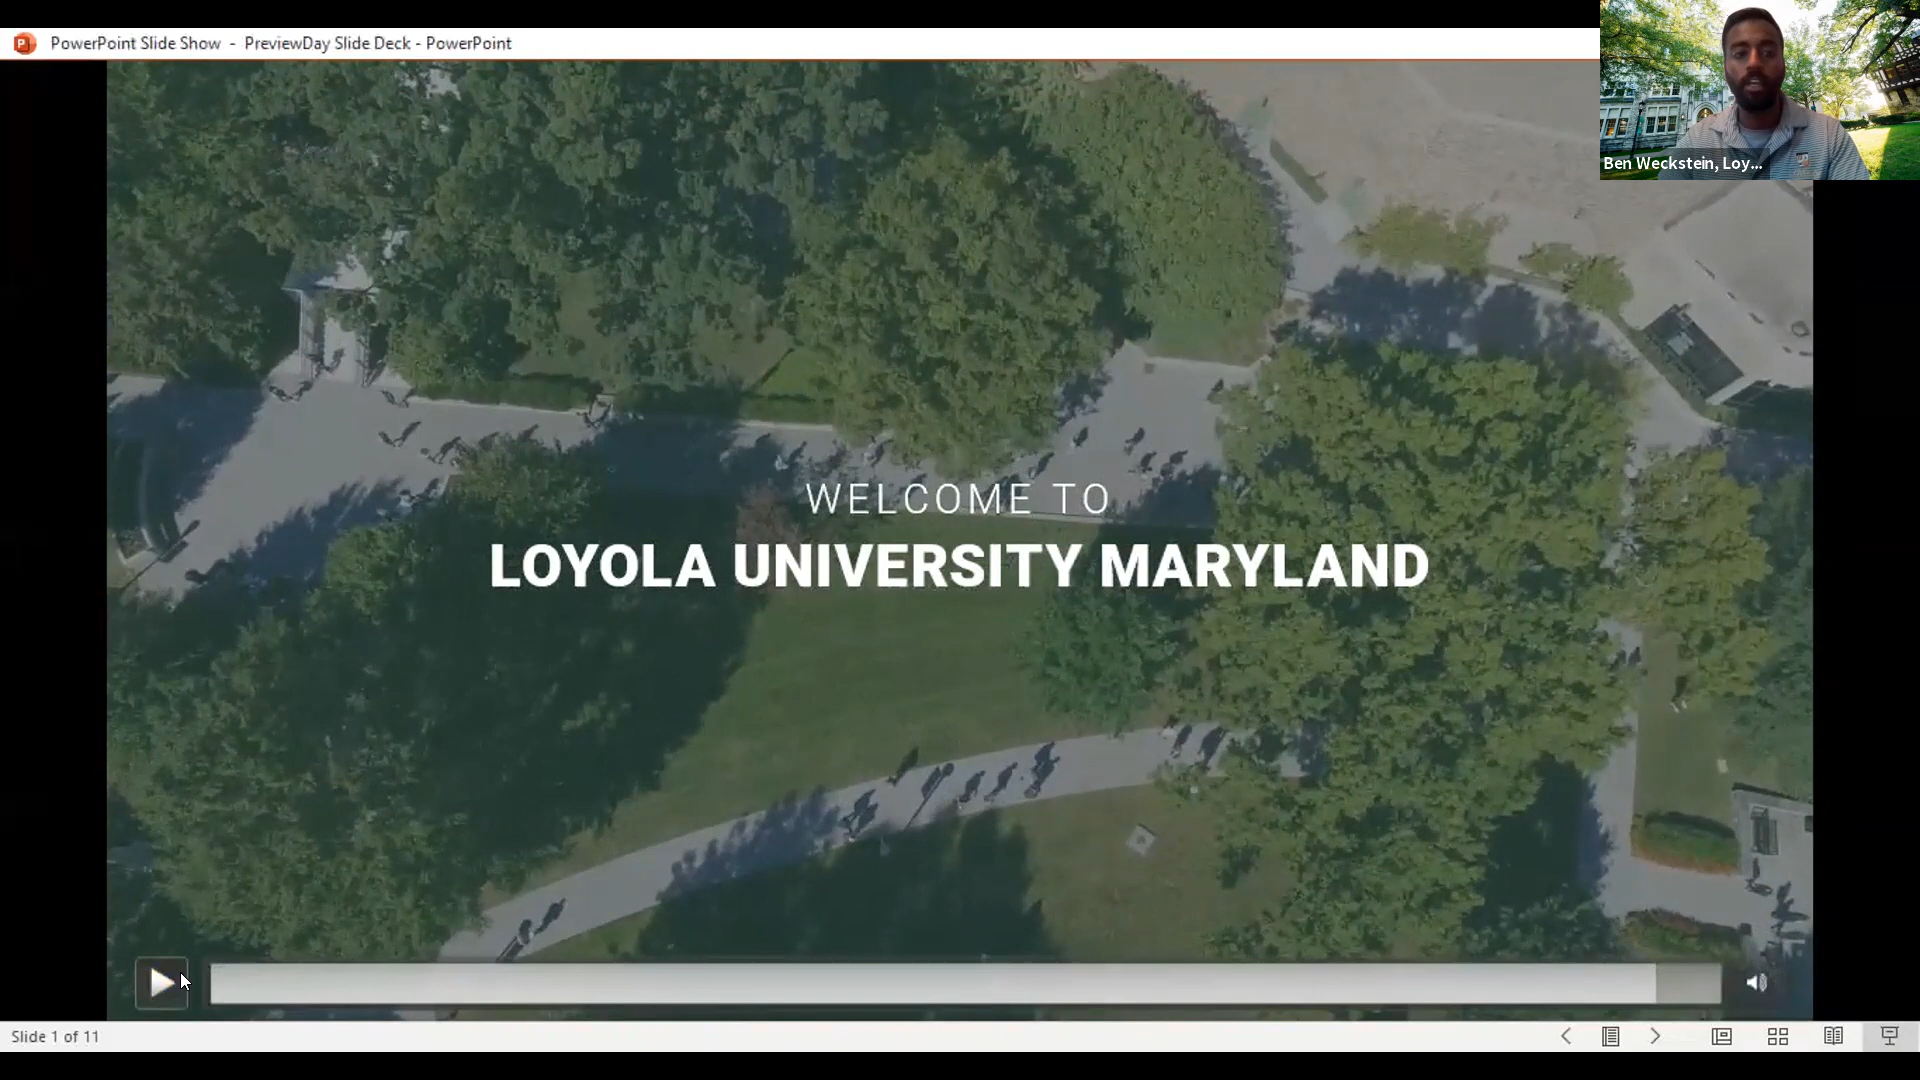 PowerPoint Slide Show - PreviewDay Slide Deck - PowerPoint
Ben Weckstein, Loy...
WELCOME TO
LOYOLA UNIVERSITY MARYLAND
Slide 1 of 11